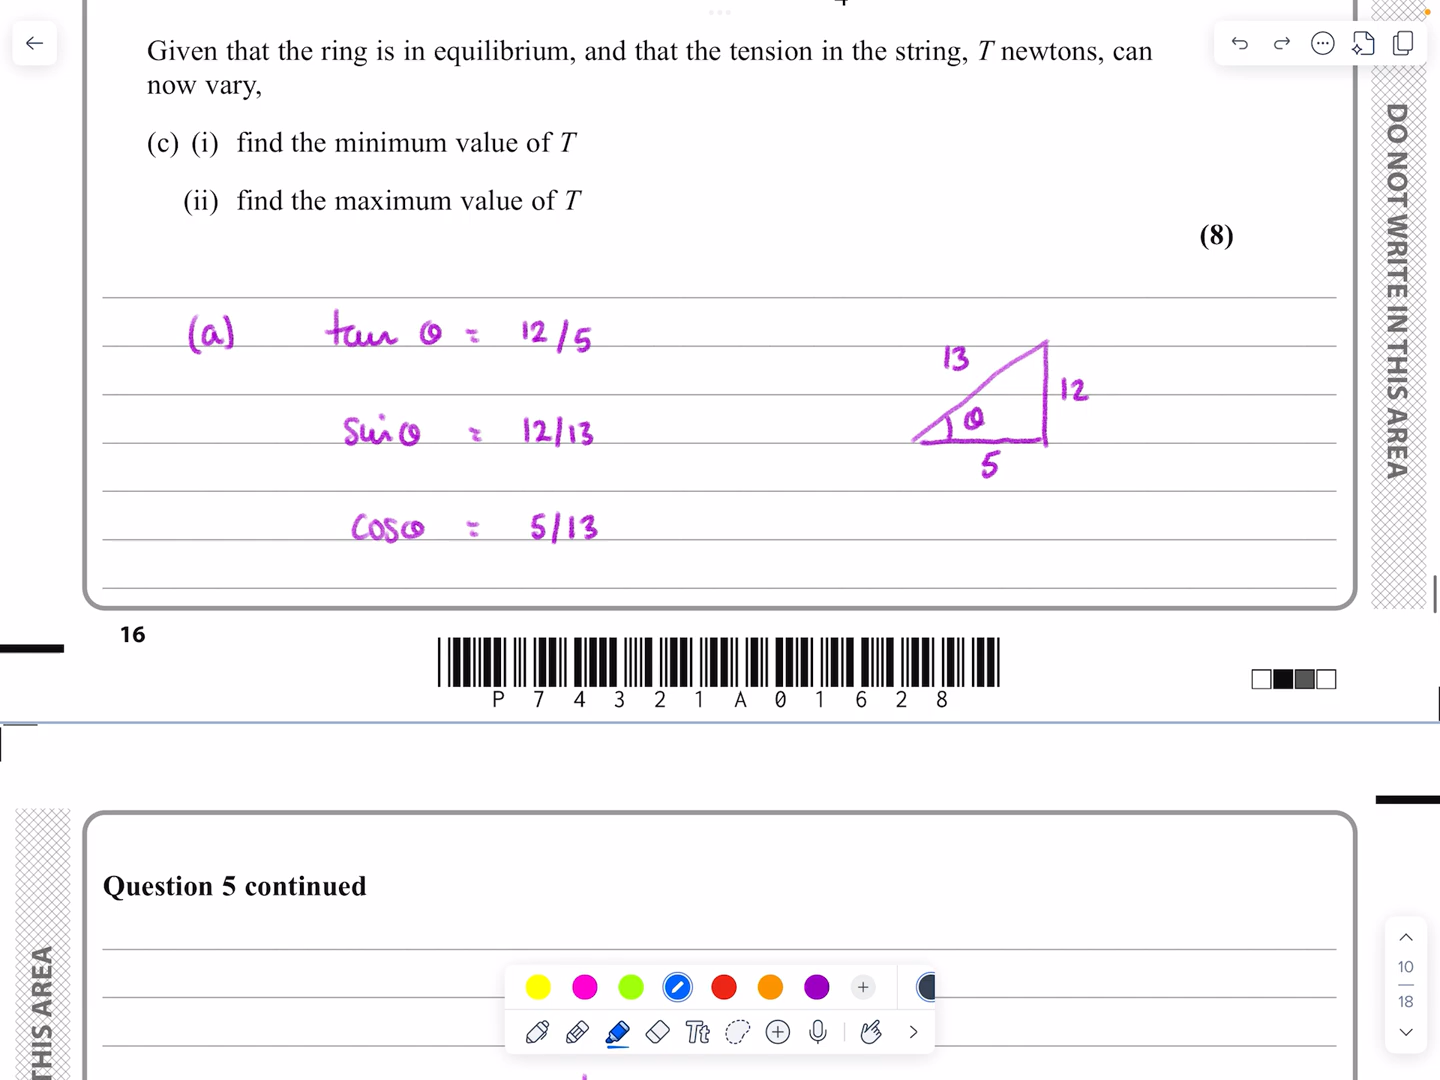 Given that the ring is in equilibrium, and that the tension in the string, T newtons, can
now vary,
(c) (i) find the minimum value of T
(ii) find the maximum value of T
(8)
(a) tan θ = 12/5
sinθ = 12/13
cosθ = 5/13
13
12
θ
5
DO NOT WRITE IN THIS AREA
16
P 7 4 3 2 1 A 0 1 6 2 8
Question 5 continued
THIS AREA
Tt
10
18